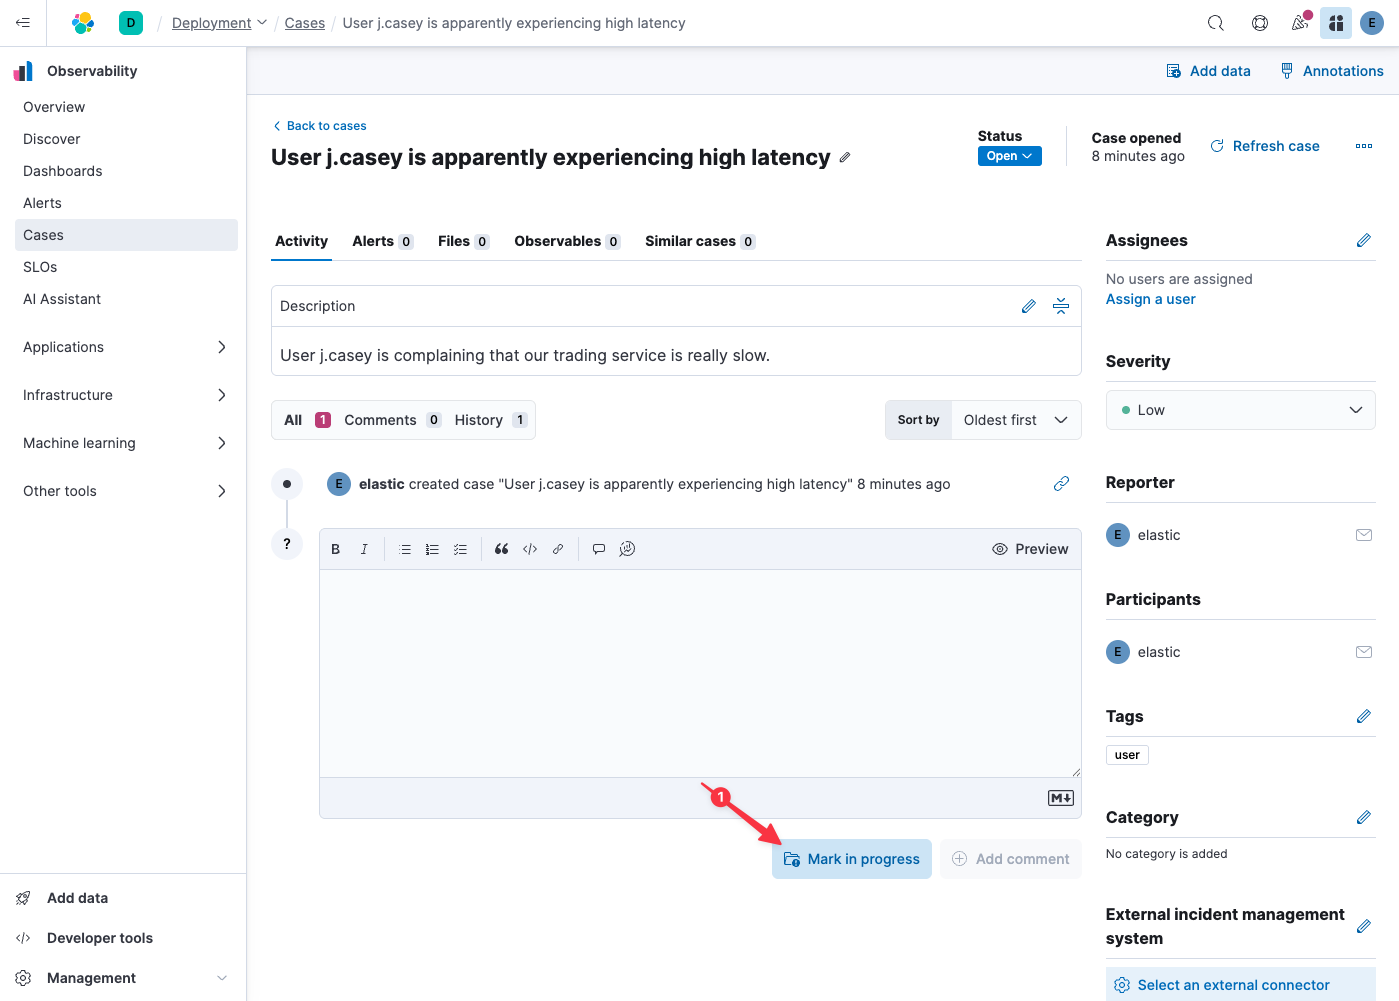 D / Deployment / Cases / User j.casey is apparently experiencing high latency E
Observability
Overview
Discover
Dashboards
Alerts
Cases
SLOs
AI Assistant
Applications
Infrastructure
Machine learning
Other tools
Add data
Developer tools
Management
Add data Annotations
Back to cases
User j.casey is apparently experiencing high latency
Status
Open
Case opened
8 minutes ago
Refresh case
Activity Alerts 0 Files 0 Observables 0 Similar cases 0
Description
User j.casey is complaining that our trading service is really slow.
All 1 Comments 0 History 1
Sort by Oldest first
E elastic created case "User j.casey is apparently experiencing high latency" 8 minutes ago
?
B I Preview
M
1
Mark in progress Add comment
Assignees
No users are assigned
Assign a user
Severity
Low
Reporter
E elastic
Participants
E elastic
Tags
user
Category
No category is added
External incident management
system
Select an external connector